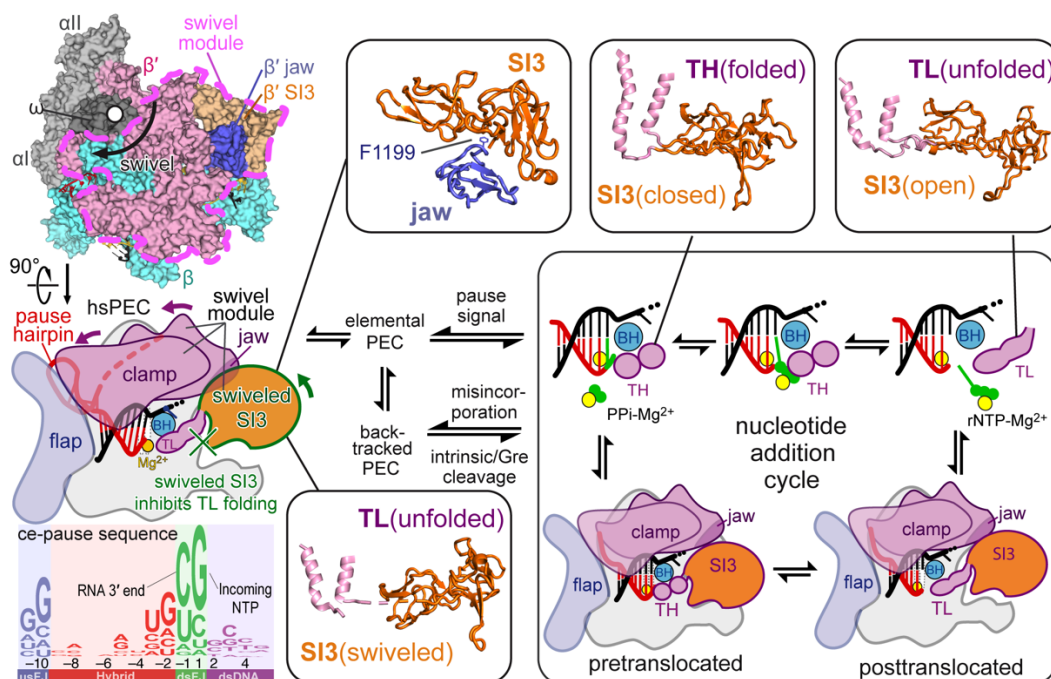 αII
swivel
module
β′
β′ jaw
β′ SI3
ω
swivel
αI
β
90°
SI3
F1199
jaw
TH(folded)
SI3(closed)
TL(unfolded)
SI3(open)
hsPEC
swivel
module
pause
hairpin
jaw
clamp
swiveled
SI3
flap
BH
TL
Mg²⁺
swiveled SI3
inhibits TL folding
elemental
PEC
pause
signal
back-
tracked
PEC
misincor-
poration
intrinsic/Gre
cleavage
BH
TH
PPi-Mg²⁺
BH
TH
BH
TL
rNTP-Mg²⁺
nucleotide
addition
cycle
clamp
jaw
flap
BH
TH
SI3
pretranslocated
clamp
jaw
flap
BH
TL
SI3
posttranslocated
TL(unfolded)
SI3(swiveled)
ce-pause sequence
RNA 3′ end
Incoming
NTP
−10 −8 −6 −4 −2 −1 1 2 4
usFJ Hybrid dsFJ dsDNA